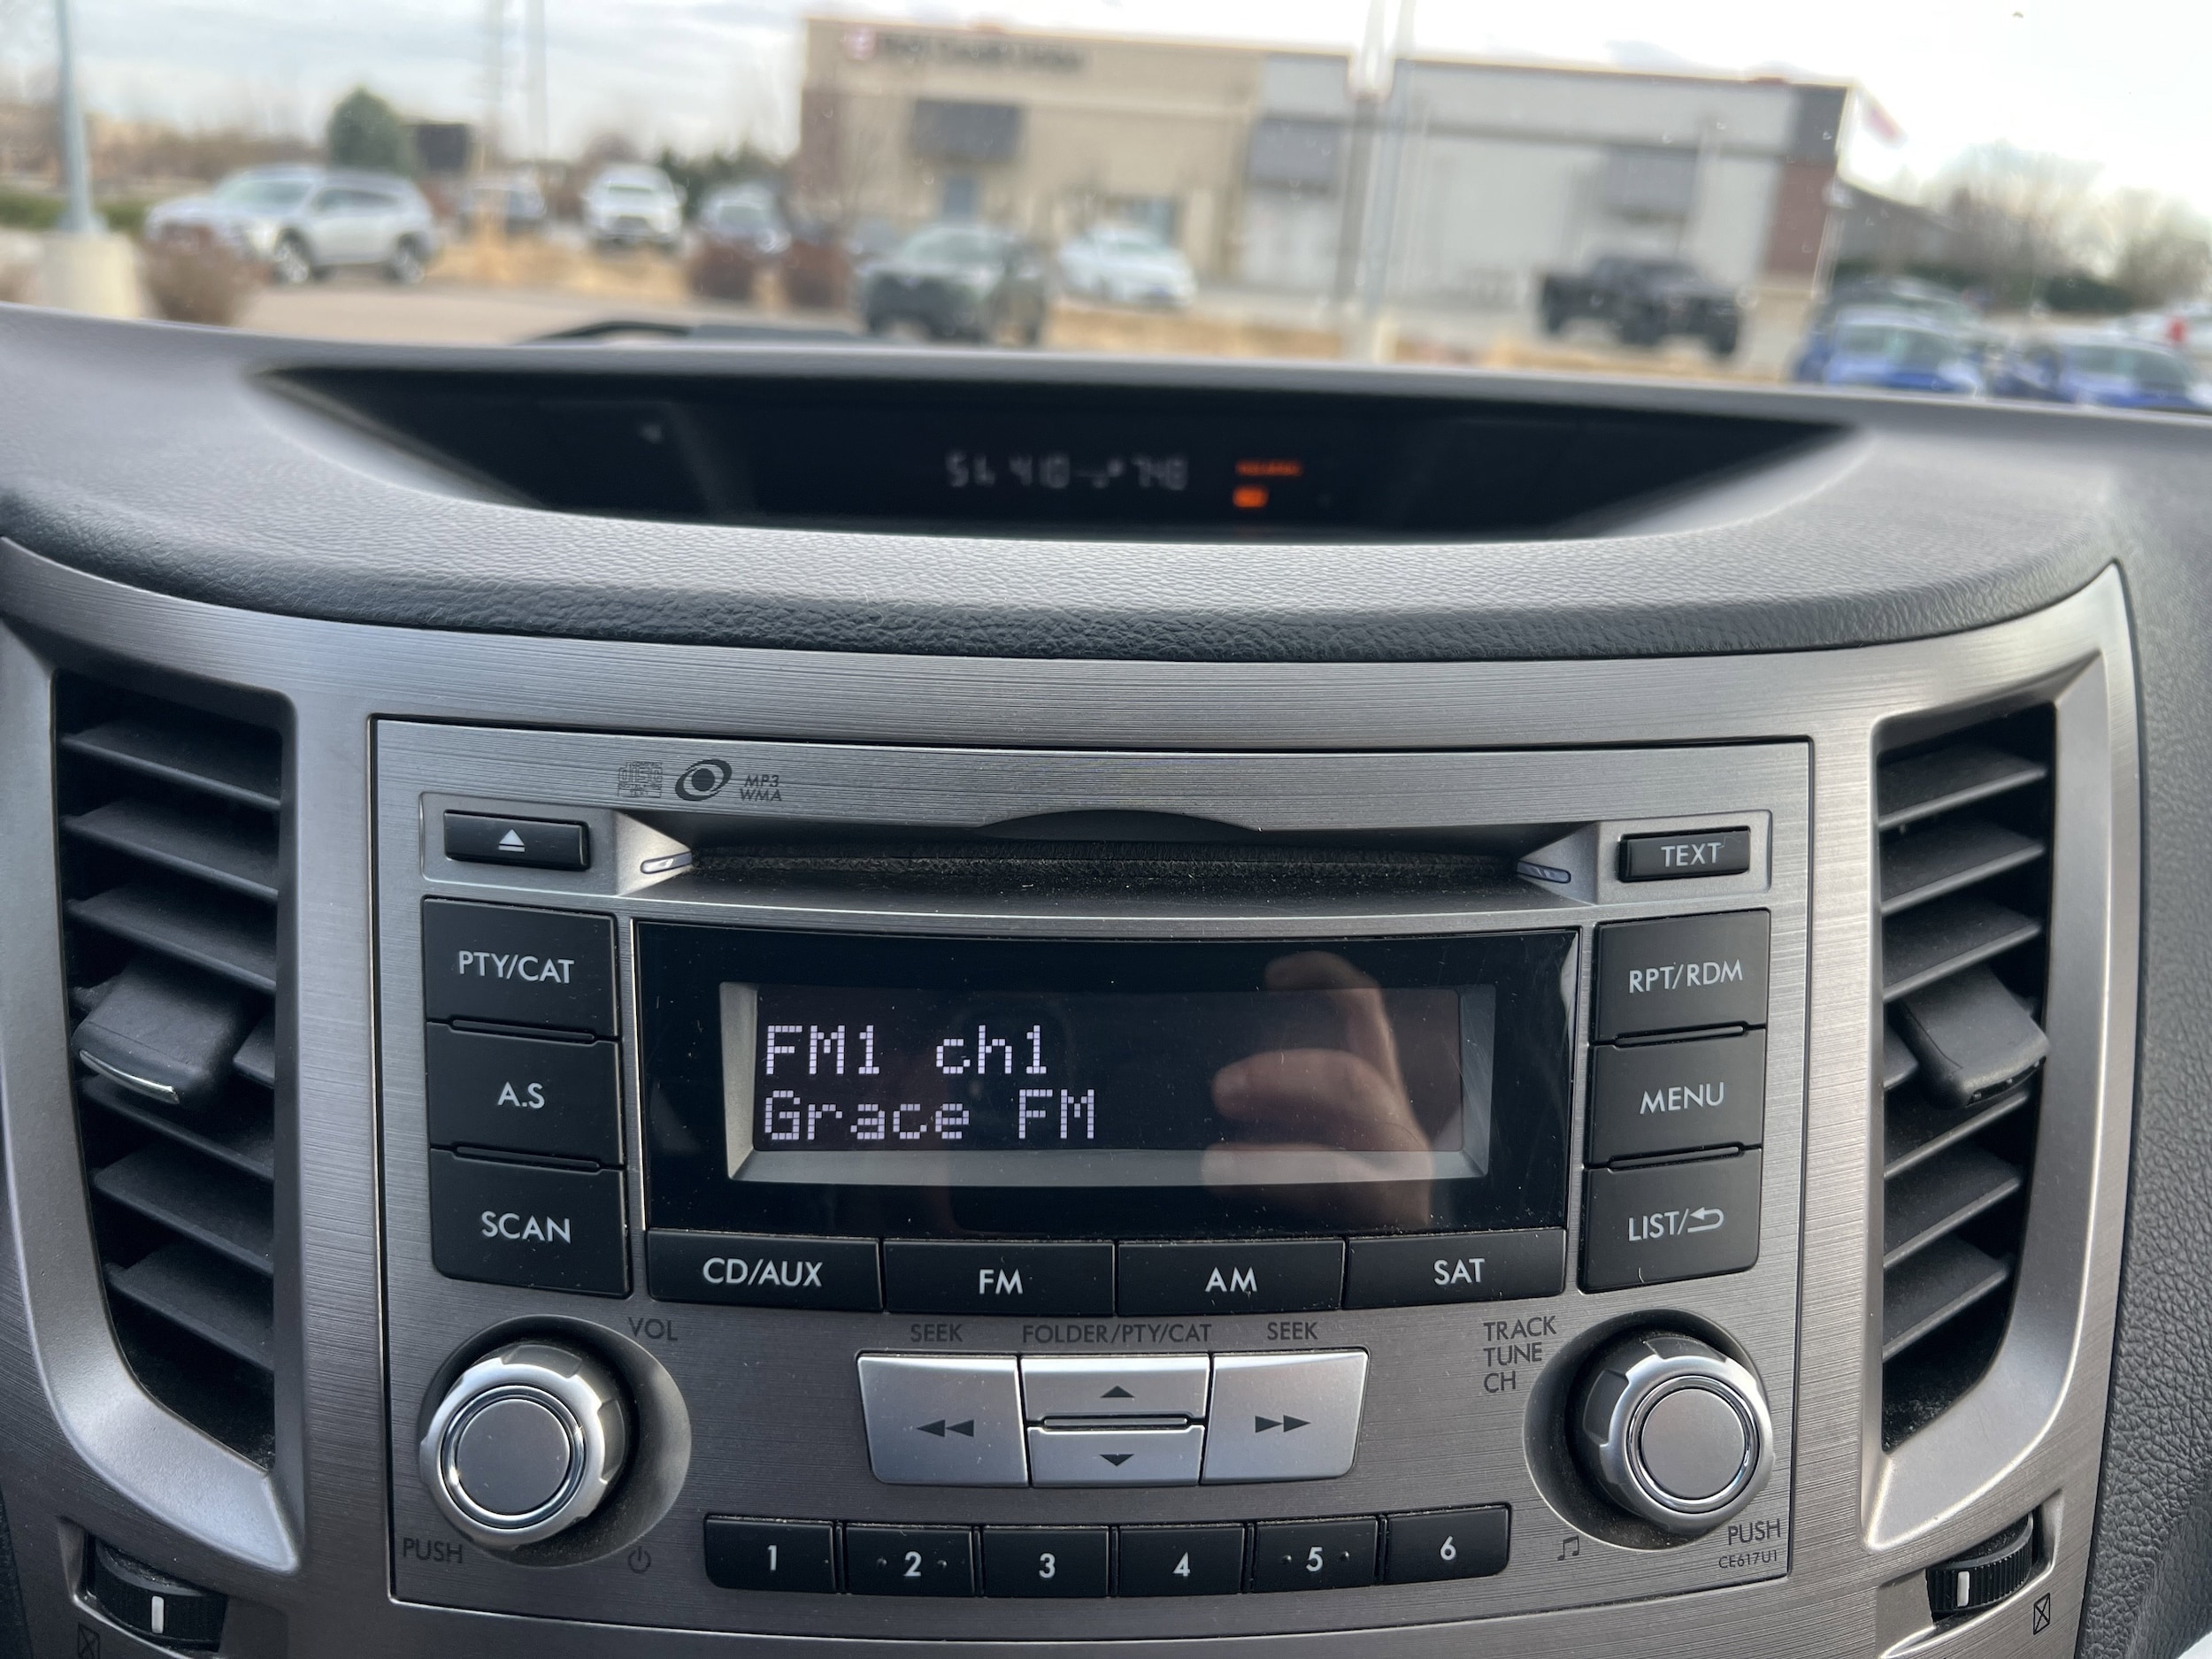 MP3
WMA
TEXT
PTY/CAT
RPT/RDM
FM1 ch1
Grace FM
A.S
MENU
SCAN
LIST/
CD/AUX
FM
AM
SAT
VOL
SEEK
FOLDER/PTY/CAT
SEEK
TRACK
TUNE
CH
PUSH
PUSH
CE617U1
1
2
3
4
5
6